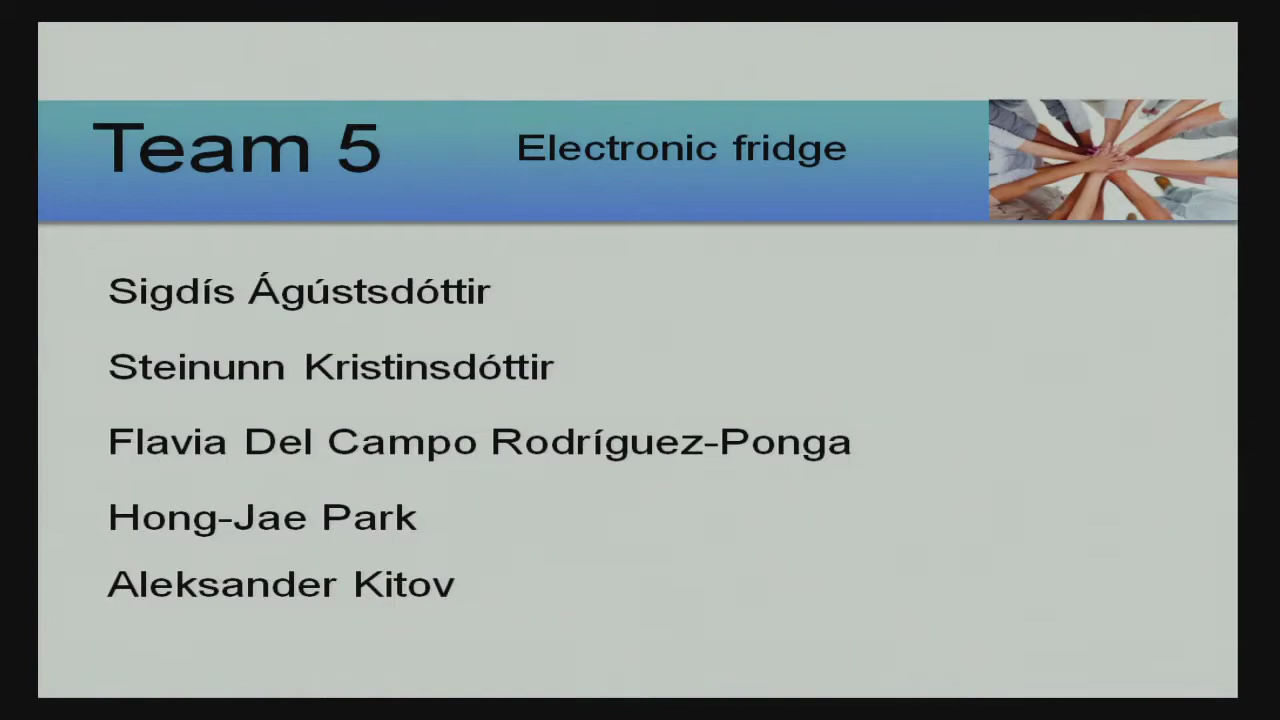 Team 5
Electronic fridge
Sigdís Ágústsdóttir
Steinunn Kristinsdóttir
Flavia Del Campo Rodríguez-Ponga
Hong-Jae Park
Aleksander Kitov